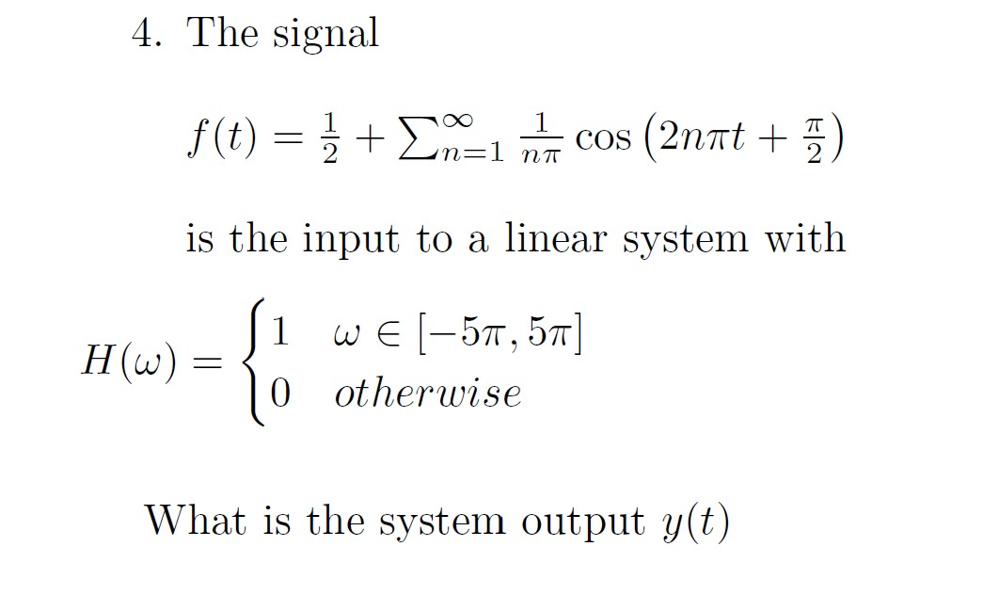 4. The signal
f(t) = 1/2 + ∑_{n=1}^{∞} 1/(nπ) cos (2nπt + π/2)
is the input to a linear system with
H(ω) = { 1 ω ∈ [−5π, 5π]
0 otherwise
What is the system output y(t)